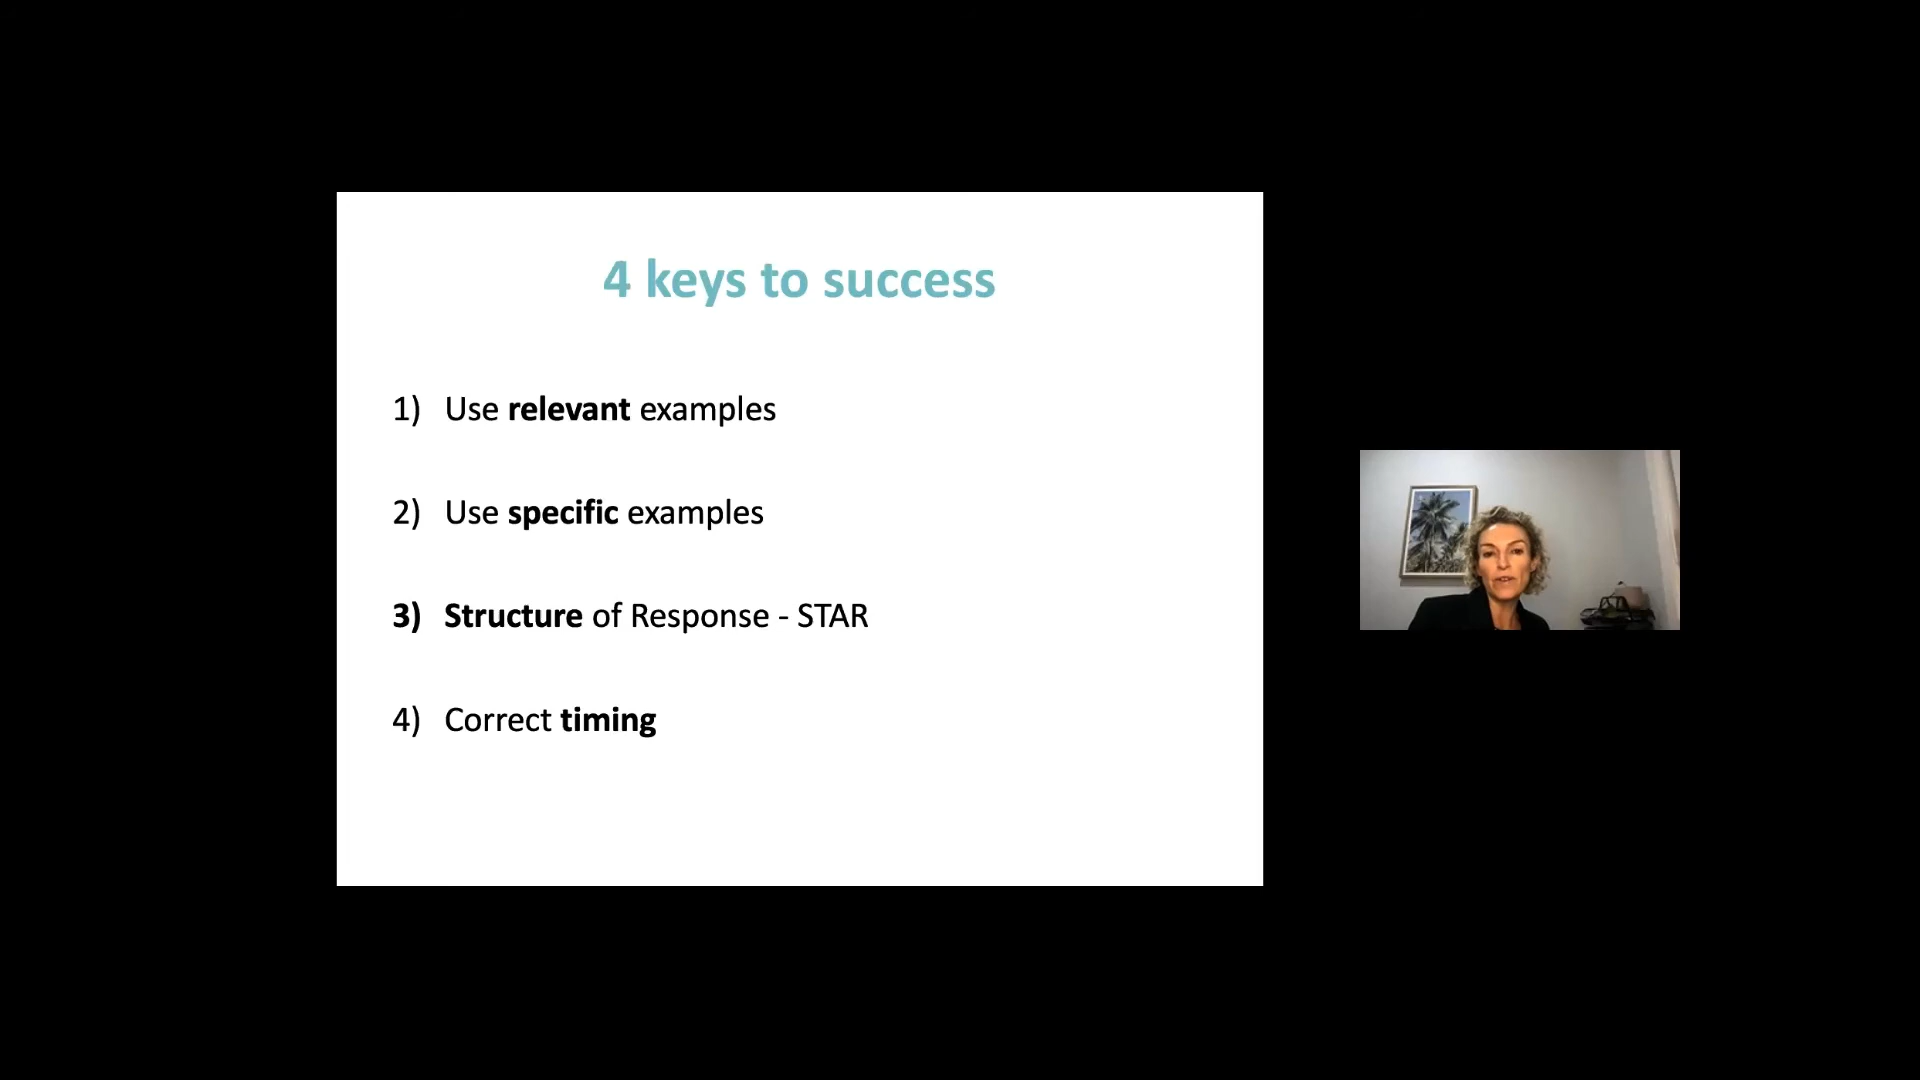 4 keys to success
1) Use relevant examples
2) Use specific examples
3) Structure of Response - STAR
4) Correct timing